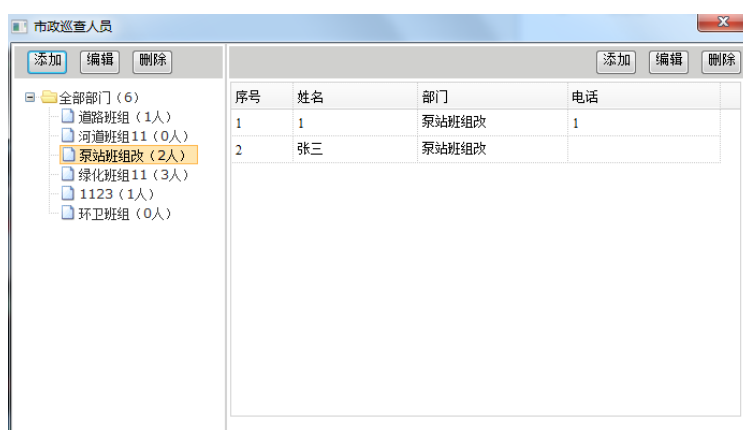 市政巡查人员
添加 编辑 删除
添加 编辑 删除
全部部门(6)
道路班组(1人)
河道班组11(0人)
泵站班组改(2人)
绿化班组11(3人)
1123(1人)
环卫班组(0人)
序号 姓名 部门 电话
1 1 泵站班组改 1
2 张三 泵站班组改